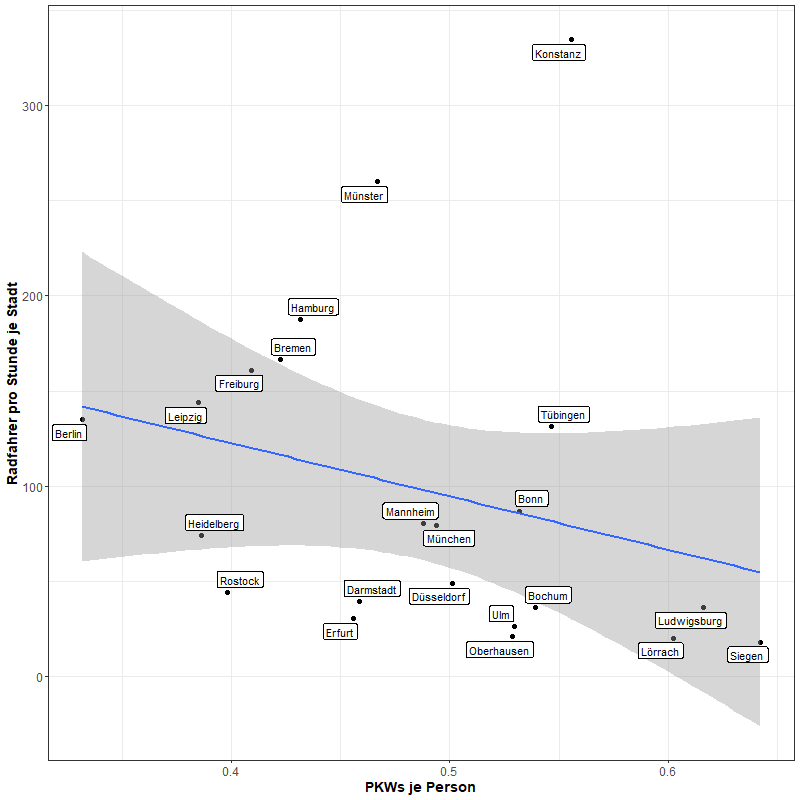 Konstanz
300
Münster
Hamburg
200
Bremen
Freiburg
Leipzig
Tübingen
Berlin
Radfahrer pro Stunde je Stadt
Bonn
100
Mannheim
Heidelberg
München
Rostock
Darmstadt
Düsseldorf
Bochum
Ulm
Ludwigsburg
Erfurt
Oberhausen
Lörrach
Siegen
0
0.4
0.5
0.6
PKWs je Person